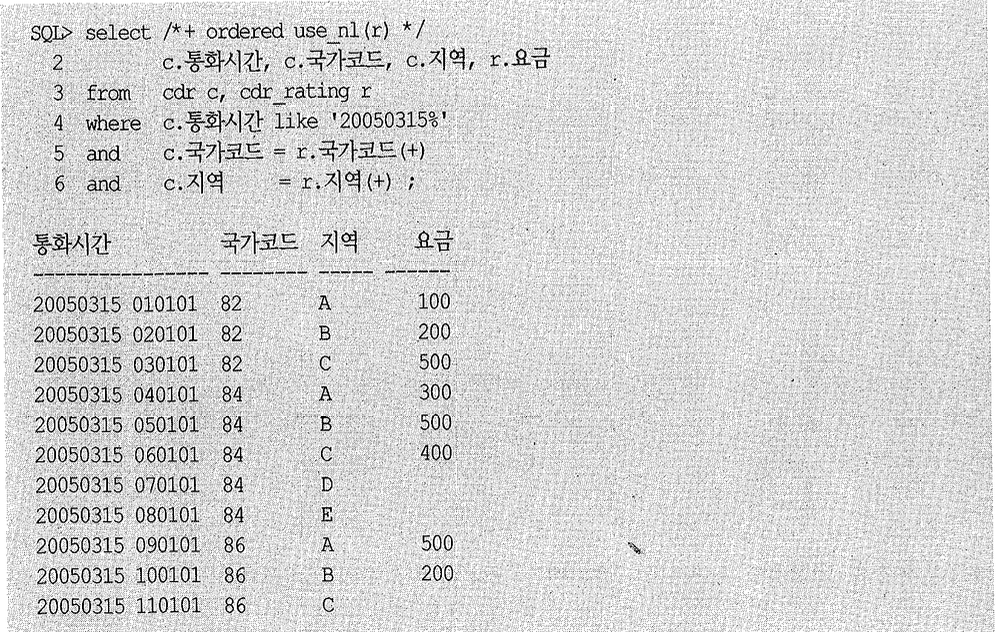 SQL> select /*+ ordered use_nl(r) */
2 c.통화시간, c.국가코드, c.지역, r.요금
3 from cdr c, cdr_rating r
4 where c.통화시간 like '20050315%'
5 and c.국가코드 = r.국가코드(+)
6 and c.지역 = r.지역(+) ;
통화시간 국가코드 지역 요금
---------------- -------- ----- ------
20050315 010101 82 A 100
20050315 020101 82 B 200
20050315 030101 82 C 500
20050315 040101 84 A 300
20050315 050101 84 B 500
20050315 060101 84 C 400
20050315 070101 84 D
20050315 080101 84 E
20050315 090101 86 A 500
20050315 100101 86 B 200
20050315 110101 86 C